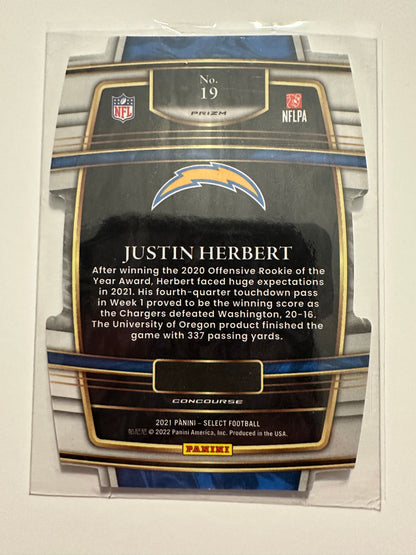 No.
19
PRIZM
NFL
NFLPA
JUSTIN HERBERT
After winning the 2020 Offensive Rookie of the
Year Award, Herbert faced huge expectations
in 2021. His fourth-quarter touchdown pass
in Week 1 proved to be the winning score as
the Chargers defeated Washington, 20-16.
The University of Oregon product finished the
game with 337 passing yards.
CONCOURSE
2021 PANINI – SELECT FOOTBALL
© 2022 Panini America, Inc. Produced in the USA.
PANINI